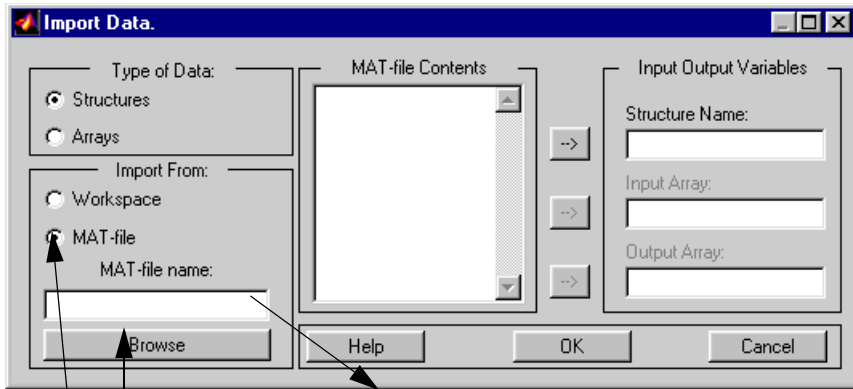 Import Data.
Type of Data:
Structures
Arrays
Import From:
Workspace
MAT-file
MAT-file name:
Browse
MAT-file Contents
-->
-->
-->
Input Output Variables
Structure Name:
Input Array:
Output Array:
Help
OK
Cancel